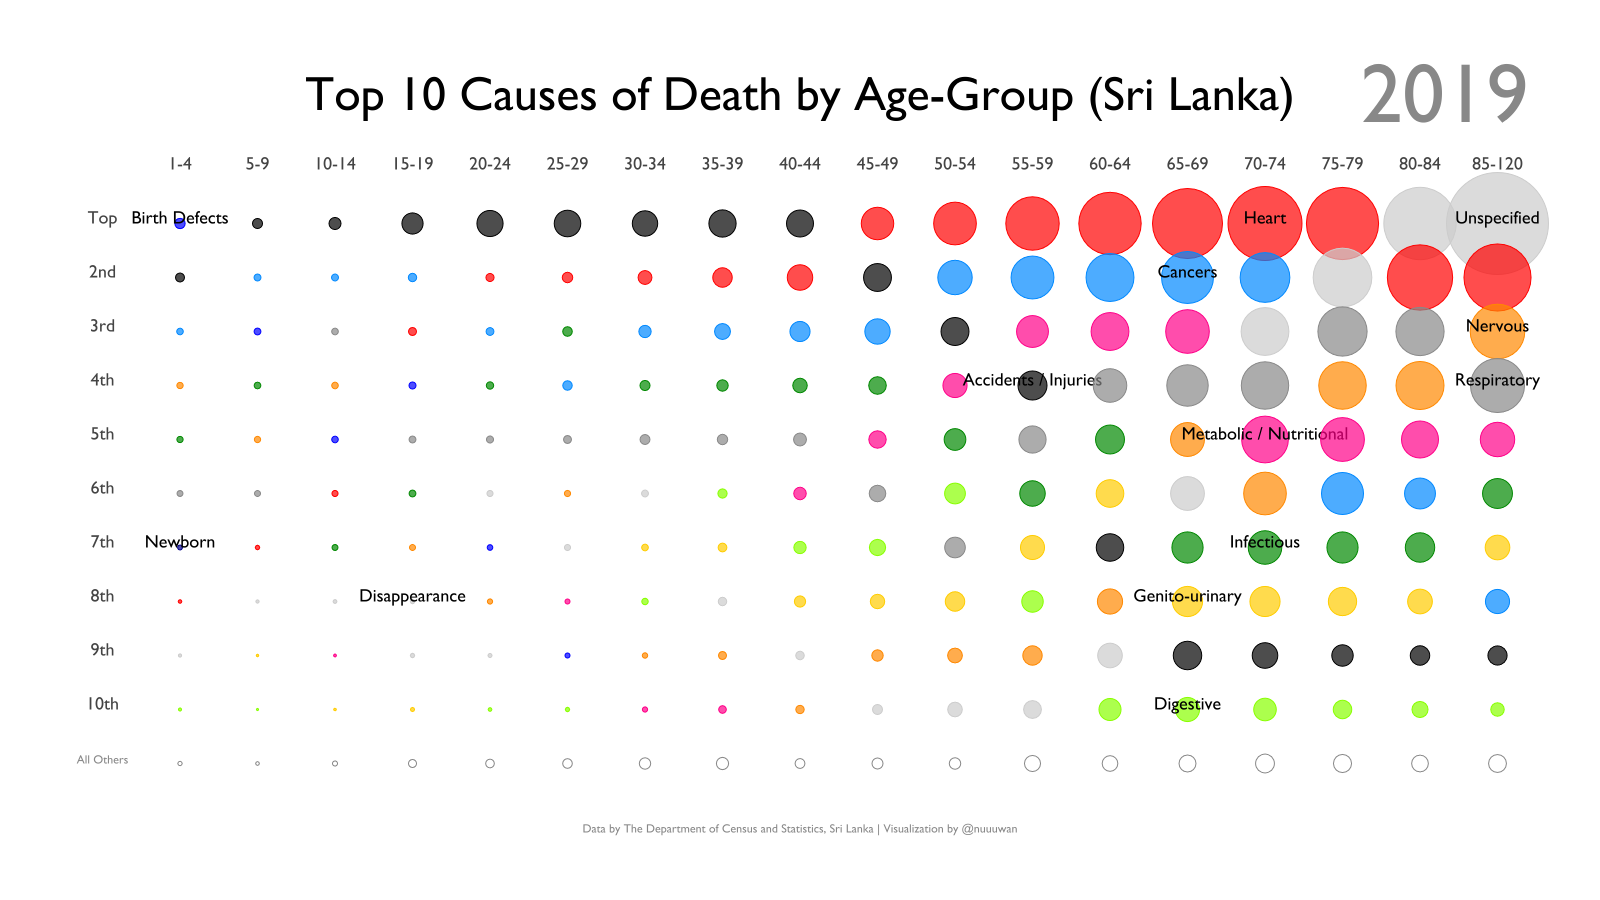 Top 10 Causes of Death by Age-Group (Sri Lanka) 2019
1-4 5-9 10-14 15-19 20-24 25-29 30-34 35-39 40-44 45-49 50-54 55-59 60-64 65-69 70-74 75-79 80-84 85-120
Top Birth Defects Heart Unspecified
2nd Cancers
3rd Nervous
4th Accidents / Injuries Respiratory
5th Metabolic / Nutritional
6th
7th Newborn Infectious
8th Disappearance Genito-urinary
9th
10th Digestive
All Others
Data by The Department of Census and Statistics, Sri Lanka | Visualization by @nuuuwan